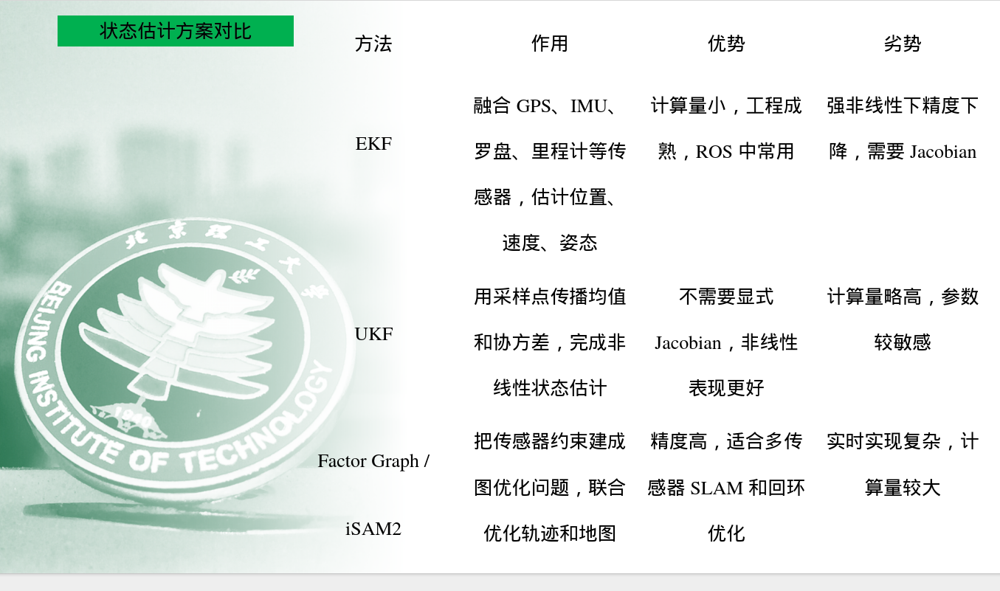 状态估计方案对比
方法
作用
优势
劣势
EKF
融合 GPS、IMU、
罗盘、里程计等传
感器，估计位置、
速度、姿态
计算量小，工程成
熟，ROS 中常用
强非线性下精度下
降，需要 Jacobian
UKF
用采样点传播均值
和协方差，完成非
线性状态估计
不需要显式
Jacobian，非线性
表现更好
计算量略高，参数
较敏感
Factor Graph /
iSAM2
把传感器约束建成
图优化问题，联合
优化轨迹和地图
精度高，适合多传
感器 SLAM 和回环
优化
实时实现复杂，计
算量较大
北京理工大学
BEIJING INSTITUTE OF TECHNOLOGY
1940